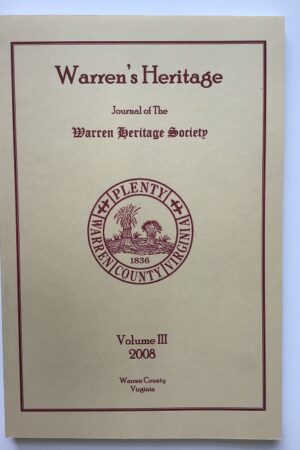 Warren's Heritage
Journal of The
Warren Heritage Society
PLENTY
WARREN COUNTY VIRGINIA
1836
Volume III
2008
Warren County
Virginia